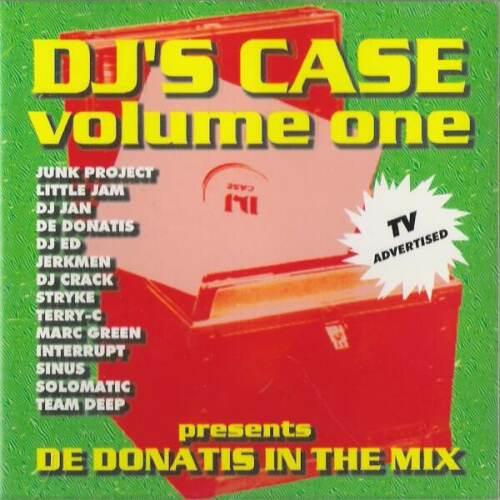 DJ'S CASE
volume one
JUNK PROJECT
LITTLE JAM
DJ JAN
DE DONATIS
DJ ED
JERKMEN
DJ CRACK
STRYKE
TERRY-C
MARC GREEN
INTERRUPT
SINUS
SOLOMATIC
TEAM DEEP
DJ
CASE
TV
ADVERTISED
presents
DE DONATIS IN THE MIX